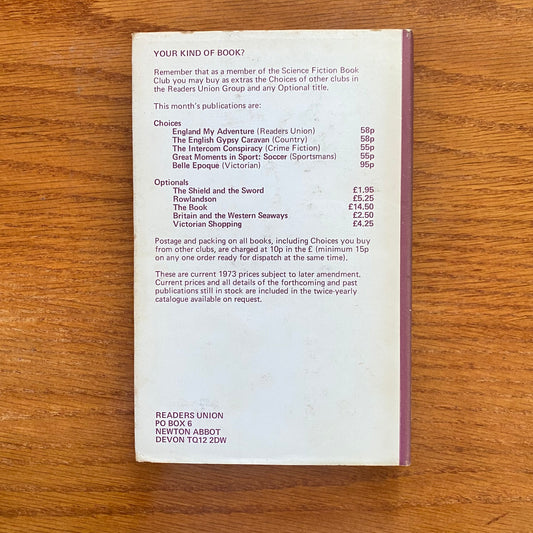 YOUR KIND OF BOOK?
Remember that as a member of the Science Fiction Book
Club you may buy as extras the Choices of other clubs in
the Readers Union Group and any Optional title.
This month's publications are:
Choices
England My Adventure (Readers Union) 58p
The English Gypsy Caravan (Country) 58p
The Intercom Conspiracy (Crime Fiction) 55p
Great Moments in Sport: Soccer (Sportsmans) 55p
Belle Epoque (Victorian) 95p
Optionals
The Shield and the Sword £1.95
Rowlandson £5.25
The Book £14.50
Britain and the Western Seaways £2.50
Victorian Shopping £4.25
Postage and packing on all books, including Choices you buy
from other clubs, are charged at 10p in the £ (minimum 15p
on any one order ready for dispatch at the same time).
These are current 1973 prices subject to later amendment.
Current prices and all details of the forthcoming and past
publications still in stock are included in the twice-yearly
catalogue available on request.
READERS UNION
PO BOX 6
NEWTON ABBOT
DEVON TQ12 2DW